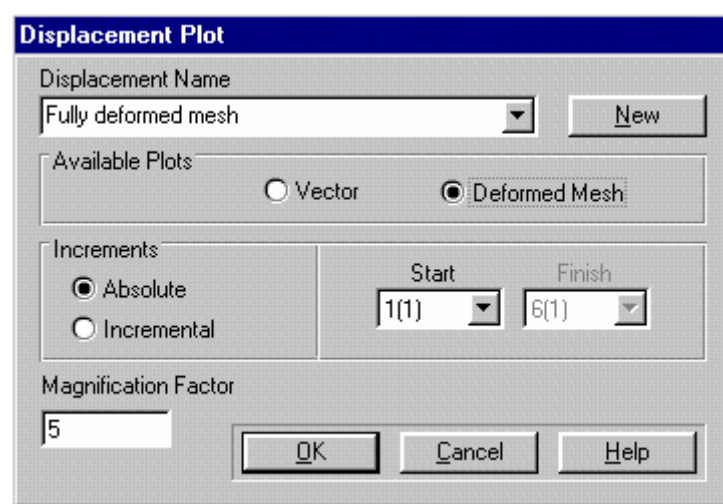 Displacement Plot
Displacement Name
Fully deformed mesh
New
Available Plots
Vector
Deformed Mesh
Increments
Absolute
Incremental
Start
Finish
1(1)
6(1)
Magnification Factor
5
OK
Cancel
Help